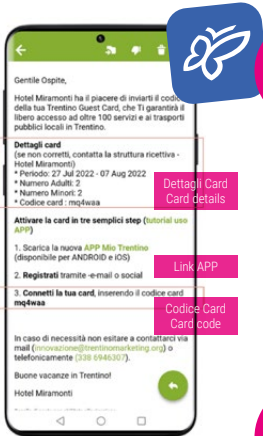 Gentile Ospite,
Hotel Miramonti ha il piacere di inviarti il codice
della tua Trentino Guest Card, che Ti garantirà il
libero accesso ad oltre 100 servizi e ai trasporti
pubblici locali in Trentino.
Dettagli card
(se non corretti, contatta la struttura ricettiva -
Hotel Miramonti)
* Periodo: 27 Jul 2022 - 07 Aug 2022
* Numero Adulti: 2
* Numero Minori: 2
* Codice card : mq4waa
Dettagli Card
Card details
Attivare la card in tre semplici step (tutorial uso
APP)
1. Scarica la nuova APP Mio Trentino
(disponibile per ANDROID e iOS)
Link APP
2. Registrati tramite e-mail o social
3. Connetti la tua card, inserendo il codice card
mq4waa
Codice Card
Card code
In caso di necessità non esitare a contattarci via
mail (innovazione@trentinomarketing.org) o
telefonicamente (338 6946307).
Buone vacanze in Trentino!
Hotel Miramonti